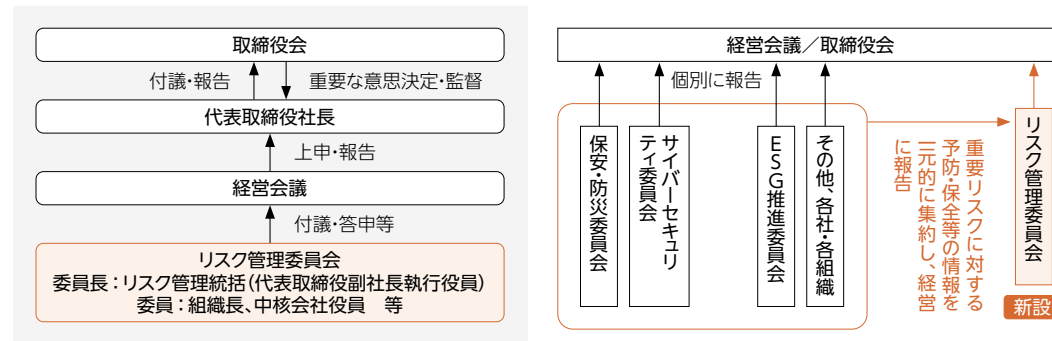 取締役会
付議・報告
重要な意思決定・監督
代表取締役社長
上申・報告
経営会議
付議・答申等
リスク管理委員会
委員長：リスク管理統括（代表取締役副社長執行役員）
委員：組織長、中核会社役員　等
経営会議／取締役会
個別に報告
保安・防災委員会
サイバーセキュリ
ティ委員会
ESG推進委員会
その他、各社・各組織
重要リスクに対する
予防・保全等の情報を
一元的に集約し、経営
に報告
リスク管理委員会
新設